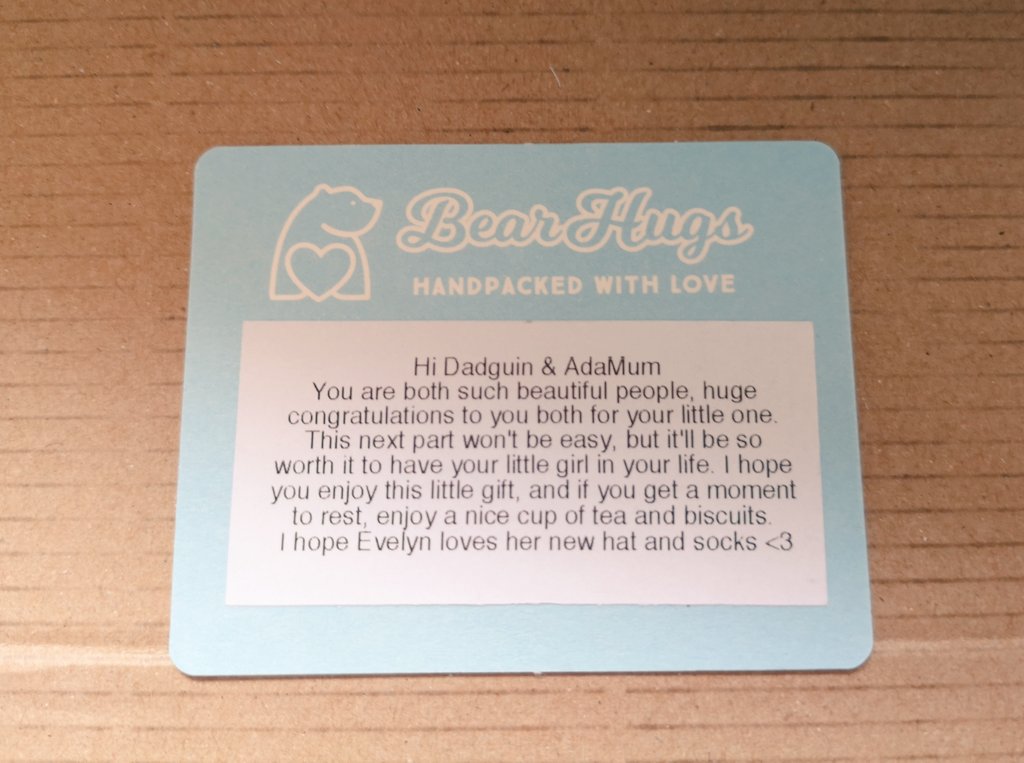 BearHugs
HANDPACKED WITH LOVE
Hi Dadguin & AdaMum
You are both such beautiful people, huge
congratulations to you both for your little one.
This next part won't be easy, but it'll be so
worth it to have your little girl in your life. I hope
you enjoy this little gift, and if you get a moment
to rest, enjoy a nice cup of tea and biscuits.
I hope Evelyn loves her new hat and socks <3